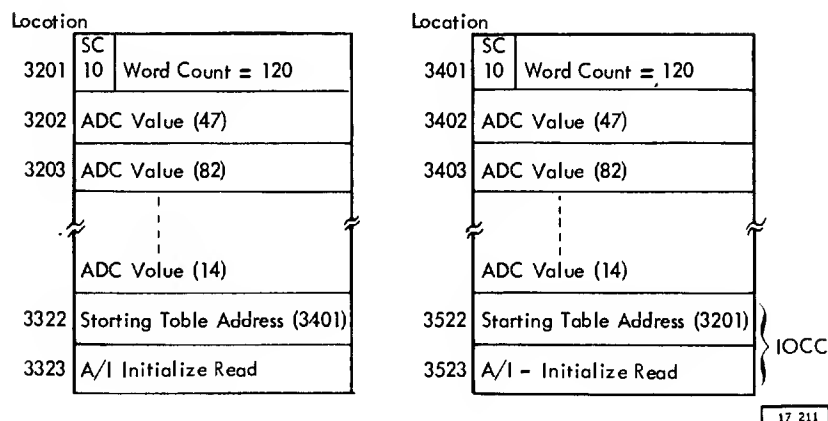 Location
3201 SC 10 Word Count = 120
3202 ADC Value (47)
3203 ADC Value (82)
ADC Value (14)
3322 Starting Table Address (3401)
3323 A/I Initialize Read
Location
3401 SC 10 Word Count = 120
3402 ADC Value (47)
3403 ADC Value (82)
ADC Value (14)
3522 Starting Table Address (3201)
3523 A/I - Initialize Read
IOCC
17 211